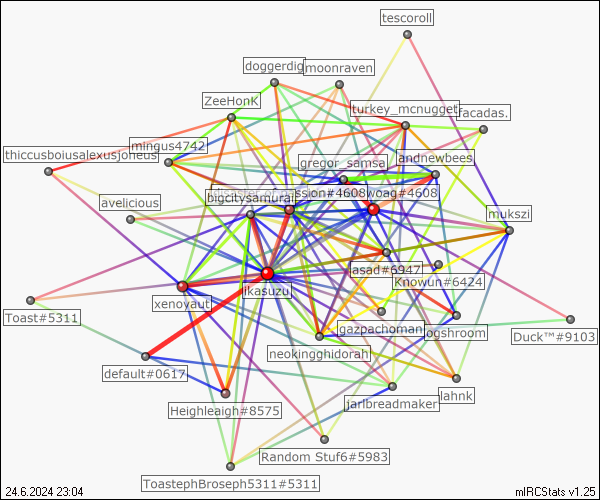 tescoroll
doggerdig
moonraven
ZeeHonK
turkey_mcnugget
facadas.
mingus4742
thiccusboiusalexusjoneus
gregor_samsa
andnewbees
bigcitysamurai
ssion#4608
woag#4608
avelicious
mukszi
asad#6947
Knowun#6424
ikasuzu
xenoyaut
Toast#5311
gazpachoman
ogshroom
Duck™#9103
neokingghidorah
default#0617
jarlbreadmaker
lahnk
Heighleaigh#8575
Random Stuf6#5983
ToastephBroseph5311#5311
24.6.2024 23:04
mIRCStats v1.25